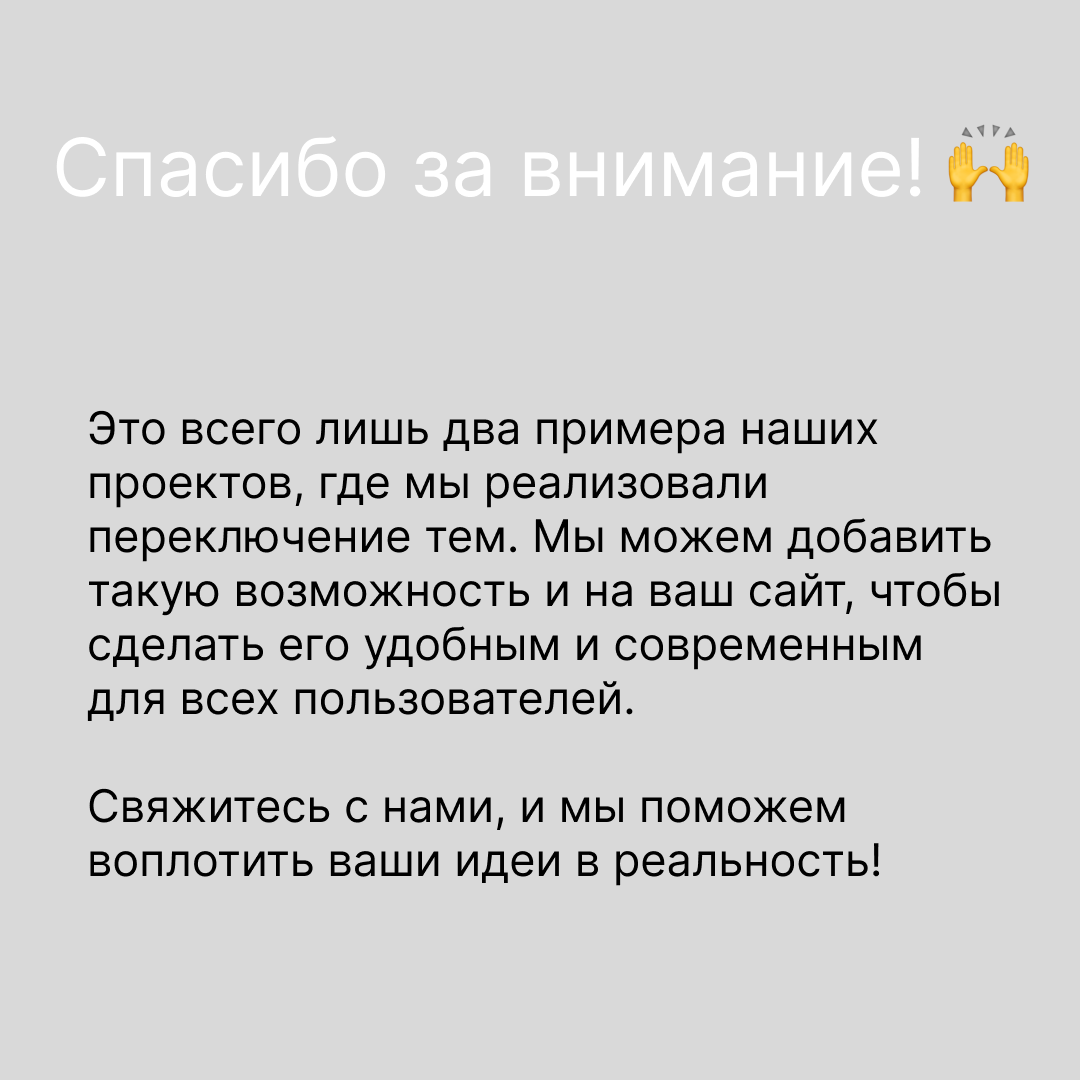 Спасибо за внимание! 🙌
Это всего лишь два примера наших
проектов, где мы реализовали
переключение тем. Мы можем добавить
такую возможность и на ваш сайт, чтобы
сделать его удобным и современным
для всех пользователей.
Свяжитесь с нами, и мы поможем
воплотить ваши идеи в реальность!